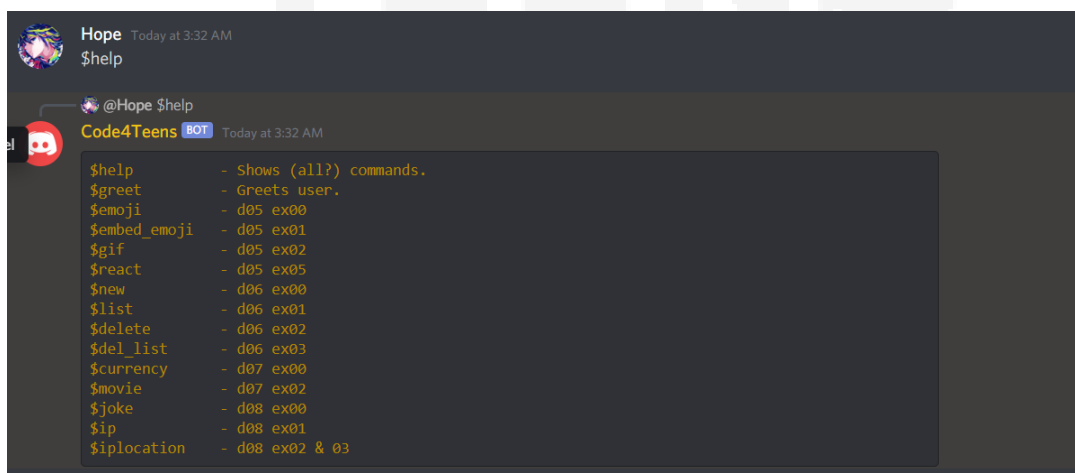 Hope Today at 3:32 AM
$help
@Hope $help
el
Code4Teens BOT Today at 3:32 AM
$help - Shows (all?) commands.
$greet - Greets user.
$emoji - d05 ex00
$embed_emoji - d05 ex01
$gif - d05 ex02
$react - d05 ex05
$new - d06 ex00
$list - d06 ex01
$delete - d06 ex02
$del_list - d06 ex03
$currency - d07 ex00
$movie - d07 ex02
$joke - d08 ex00
$ip - d08 ex01
$iplocation - d08 ex02 & 03